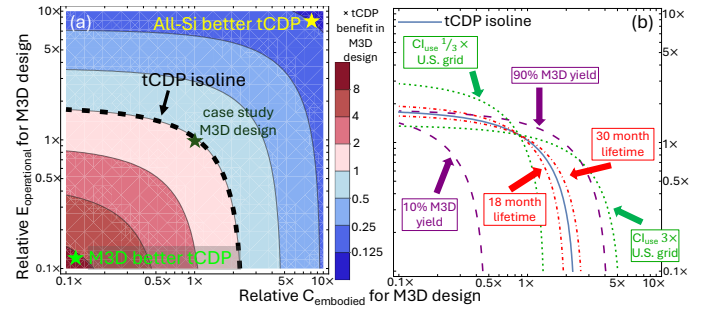 (a)
All-Si better tCDP
tCDP isoline
case study
M3D design
M3D better tCDP
Relative E_operational for M3D design
10×
5×
1×
0.5×
0.1×
0.1×
0.5×
1×
5×
10×
× tCDP
benefit in
M3D
design
8
4
2
1
0.5
0.25
0.125
(b)
tCDP isoline
CI_use 1/3 ×
U.S. grid
90% M3D yield
30 month
lifetime
18 month
lifetime
10% M3D
yield
CI_use 3×
U.S. grid
10×
5×
1×
0.5×
0.1×
0.1×
0.5×
1×
5×
10×
Relative C_embodied for M3D design